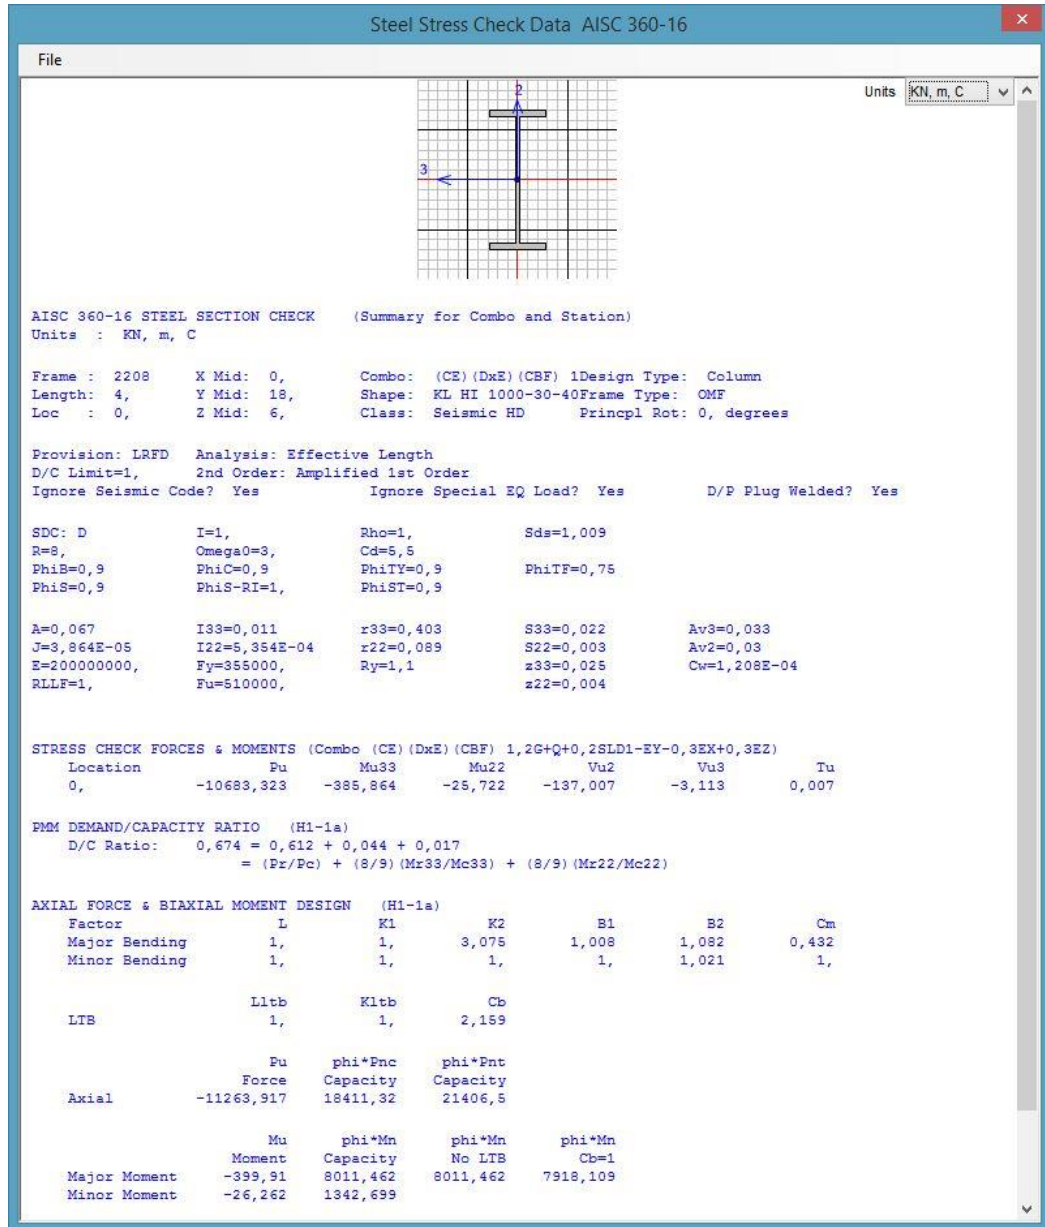 Steel Stress Check Data AISC 360-16
File
2
Units KN, m, C
3
AISC 360-16 STEEL SECTION CHECK (Summary for Combo and Station)
Units : KN, m, C
Frame : 2208 X Mid: 0, Combo: (CE)(DxE)(CBF) 1Design Type: Column
Length: 4, Y Mid: 18, Shape: KL HI 1000-30-40Frame Type: OMF
Loc : 0, Z Mid: 6, Class: Seismic HD Princpl Rot: 0, degrees
Provision: LRFD Analysis: Effective Length
D/C Limit=1, 2nd Order: Amplified 1st Order
Ignore Seismic Code? Yes Ignore Special EQ Load? Yes D/P Plug Welded? Yes
SDC: D I=1, Rho=1, Sds=1,009
R=8, Omega0=3, Cd=5,5
PhiB=0,9 PhiC=0,9 PhiTY=0,9 PhiTF=0,75
PhiS=0,9 PhiS-RI=1, PhiST=0,9
A=0,067 I33=0,011 r33=0,403 S33=0,022 Av3=0,033
J=3,864E-05 I22=5,354E-04 r22=0,089 S22=0,003 Av2=0,03
E=200000000, Fy=355000, Ry=1,1 z33=0,025 Cw=1,208E-04
RLLF=1, Fu=510000, z22=0,004
STRESS CHECK FORCES & MOMENTS (Combo (CE)(DxE)(CBF) 1,2G+Q+0,2SLD1-EY-0,3EX+0,3EZ)
Location Pu Mu33 Mu22 Vu2 Vu3 Tu
0, -10683,323 -385,864 -25,722 -137,007 -3,113 0,007
PMM DEMAND/CAPACITY RATIO (H1-1a)
D/C Ratio: 0,674 = 0,612 + 0,044 + 0,017
= (Pr/Pc) + (8/9)(Mr33/Mc33) + (8/9)(Mr22/Mc22)
AXIAL FORCE & BIAXIAL MOMENT DESIGN (H1-1a)
Factor L K1 K2 B1 B2 Cm
Major Bending 1, 1, 3,075 1,008 1,082 0,432
Minor Bending 1, 1, 1, 1, 1,021 1,
Lltb Kltb Cb
LTB 1, 1, 2,159
Pu phi*Pnc phi*Pnt
Force Capacity Capacity
Axial -11263,917 18411,32 21406,5
Mu phi*Mn phi*Mn phi*Mn
Moment Capacity No LTB Cb=1
Major Moment -399,91 8011,462 8011,462 7918,109
Minor Moment -26,262 1342,699